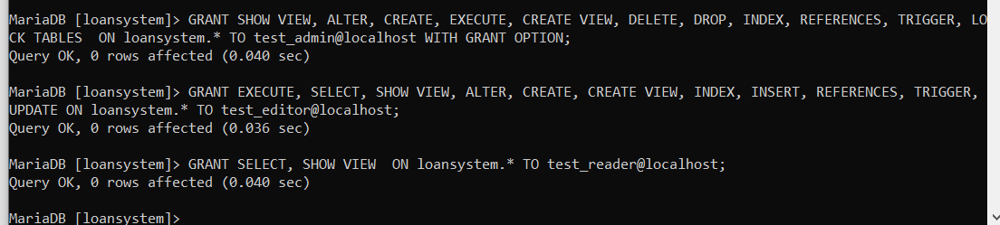 MariaDB [loansystem]> GRANT SHOW VIEW, ALTER, CREATE, EXECUTE, CREATE VIEW, DELETE, DROP, INDEX, REFERENCES, TRIGGER, LO
CK TABLES  ON loansystem.* TO test_admin@localhost WITH GRANT OPTION;
Query OK, 0 rows affected (0.040 sec)
MariaDB [loansystem]> GRANT EXECUTE, SELECT, SHOW VIEW, ALTER, CREATE, CREATE VIEW, INDEX, INSERT, REFERENCES, TRIGGER,
UPDATE ON loansystem.* TO test_editor@localhost;
Query OK, 0 rows affected (0.036 sec)
MariaDB [loansystem]> GRANT SELECT, SHOW VIEW  ON loansystem.* TO test_reader@localhost;
Query OK, 0 rows affected (0.040 sec)
MariaDB [loansystem]>